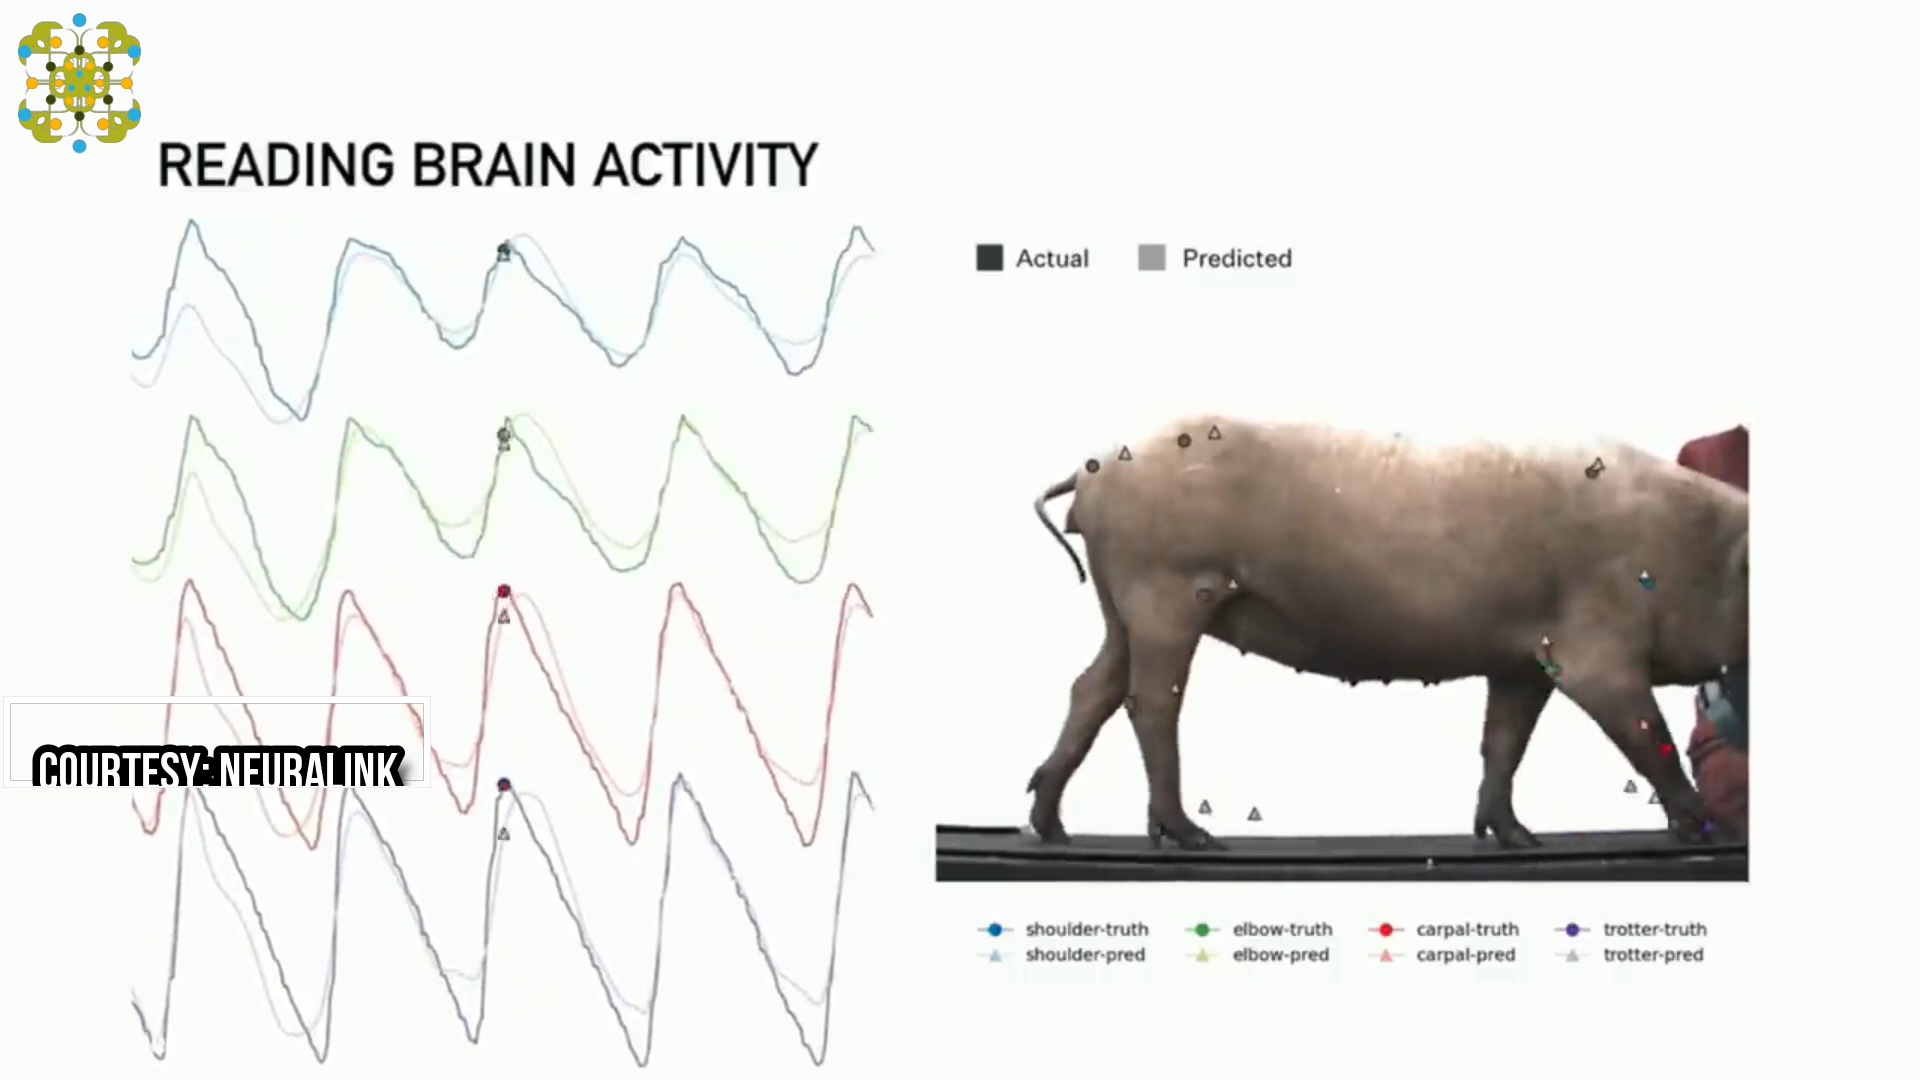 READING BRAIN ACTIVITY
Actual Predicted
COURTESY: NEURALINK
shoulder-truth elbow-truth carpal-truth trotter-truth
shoulder-pred elbow-pred carpal-pred trotter-pred